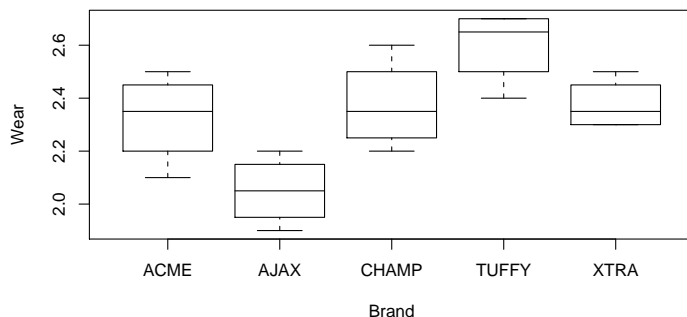 2.6
2.4
2.2
2.0
Wear
ACME AJAX CHAMP TUFFY XTRA
Brand